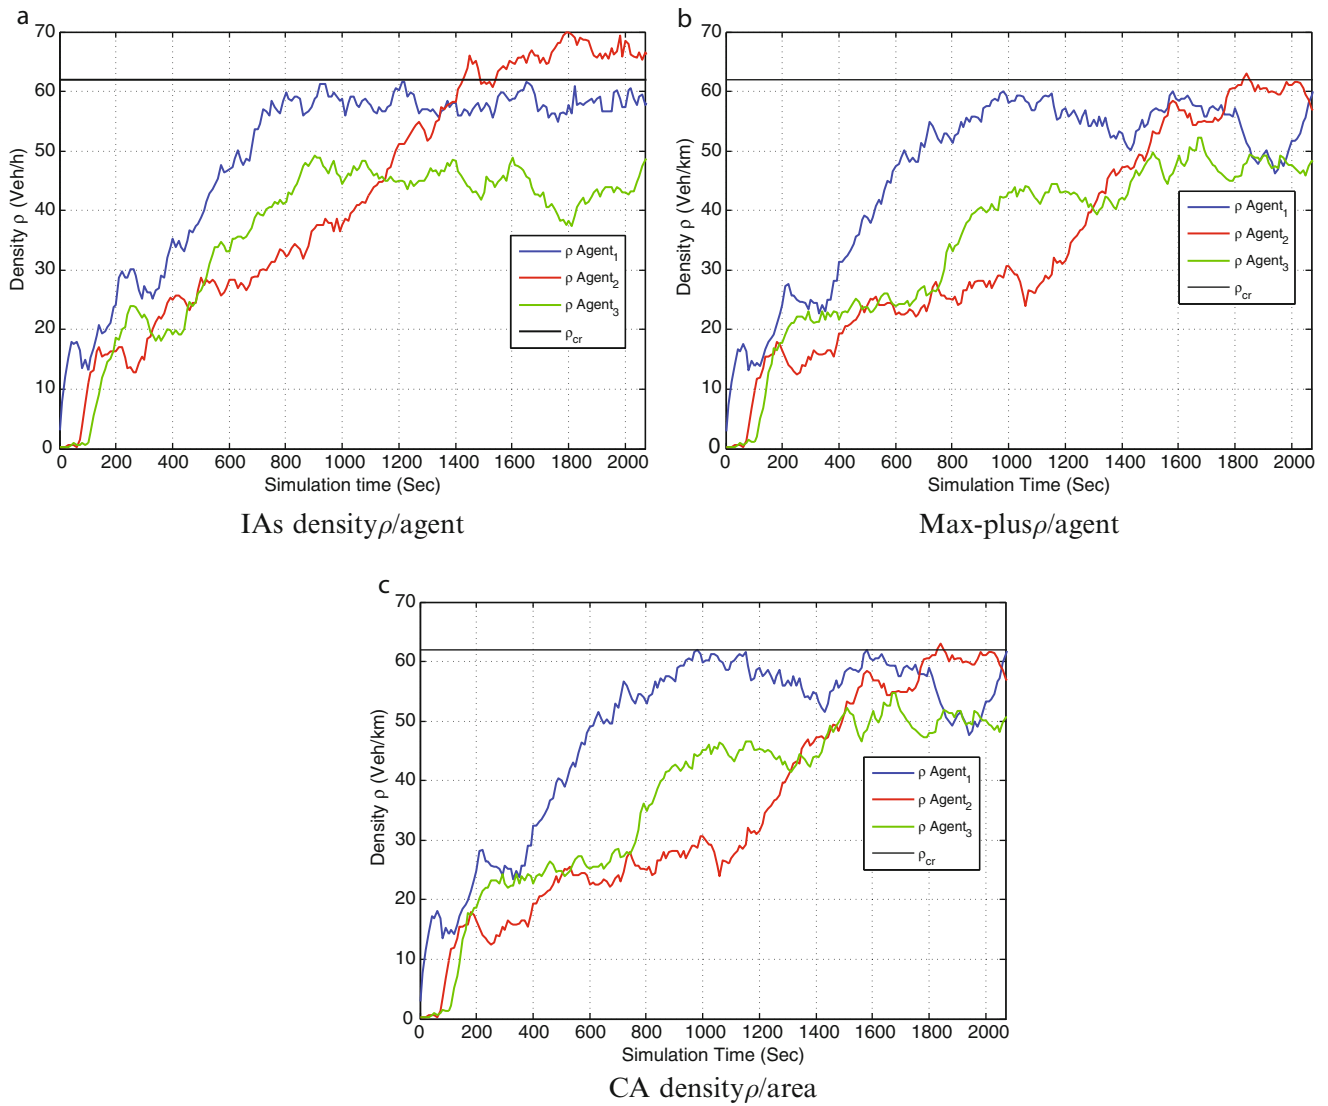 a
70
60
50
40
30
20
10
0
Density ρ (Veh/h)
ρ Agent1
ρ Agent2
ρ Agent3
ρcr
0 200 400 600 800 1000 1200 1400 1600 1800 2000
Simulation time (Sec)
IAs densityρ/agent
b
70
60
50
40
30
20
10
0
Density ρ (Veh/km)
ρ Agent1
ρ Agent2
ρ Agent3
ρcr
0 200 400 600 800 1000 1200 1400 1600 1800 2000
Simulation Time (Sec)
Max-plusρ/agent
c
70
60
50
40
30
20
10
0
Density ρ (Veh/km)
ρ Agent1
ρ Agent2
ρ Agent3
ρcr
0 200 400 600 800 1000 1200 1400 1600 1800 2000
Simulation Time (Sec)
CA densityρ/area